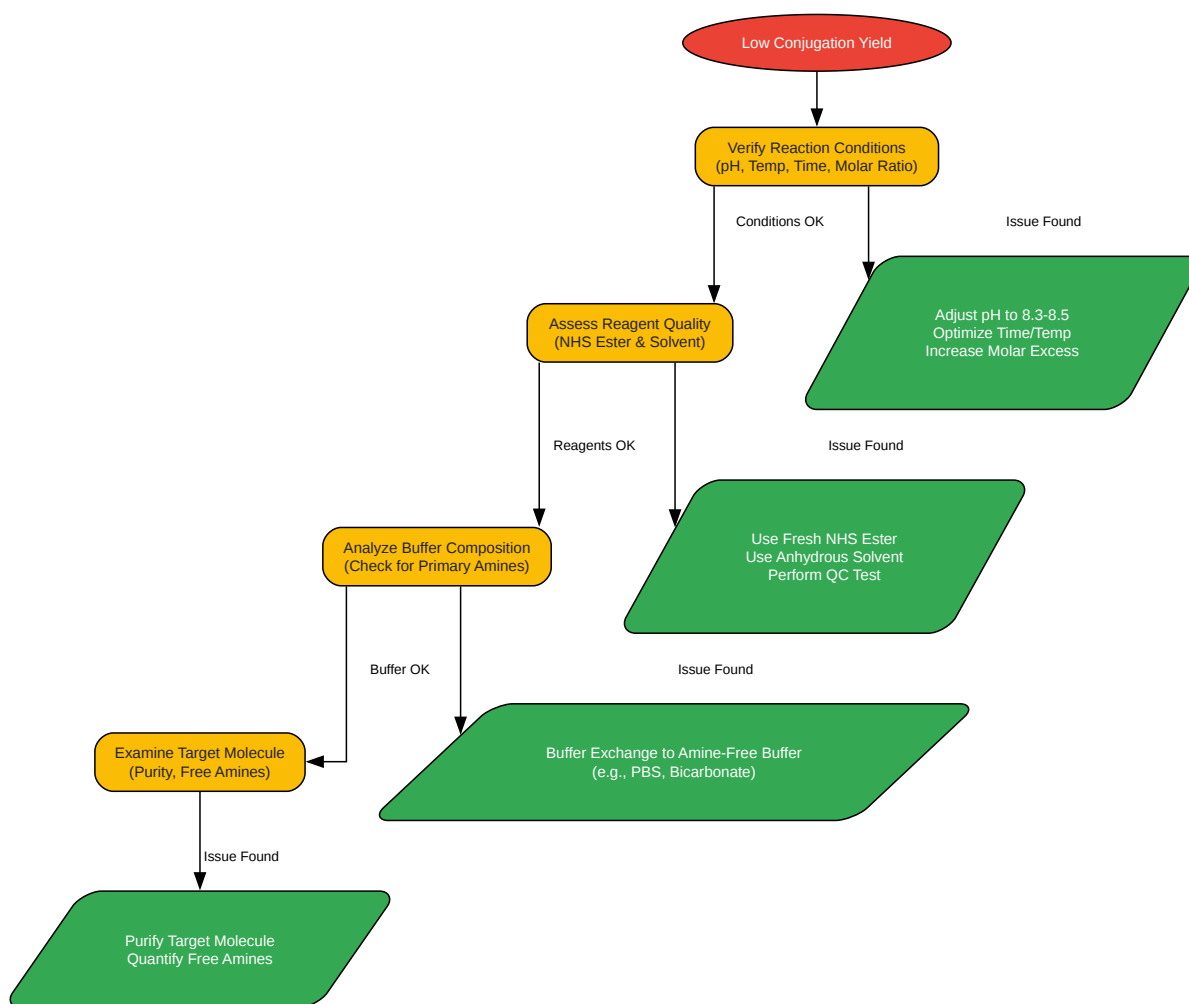 Low Conjugation Yield
Verify Reaction Conditions
(pH, Temp, Time, Molar Ratio)
Conditions OK
Issue Found
Adjust pH to 8.3-8.5
Optimize Time/Temp
Increase Molar Excess
Assess Reagent Quality
(NHS Ester & Solvent)
Reagents OK
Issue Found
Use Fresh NHS Ester
Use Anhydrous Solvent
Perform QC Test
Analyze Buffer Composition
(Check for Primary Amines)
Buffer OK
Issue Found
Buffer Exchange to Amine-Free Buffer
(e.g., PBS, Bicarbonate)
Examine Target Molecule
(Purity, Free Amines)
Issue Found
Purify Target Molecule
Quantify Free Amines